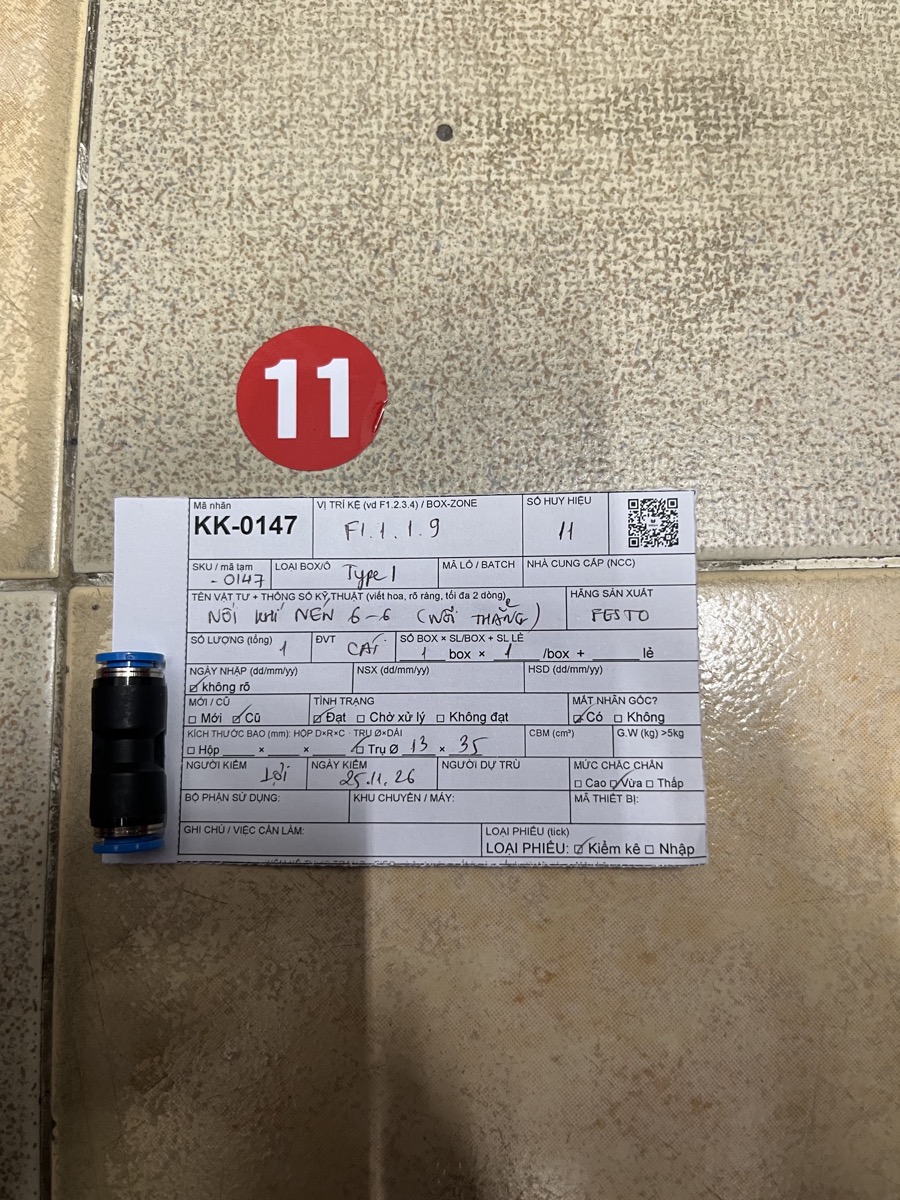 11
Mã nhãn
KK-0147
VỊ TRÍ KỆ (vd F1.2.3.4) / BOX-ZONE
F1.1.1.9
SỐ HUY HIỆU
11
SKU / mã tạm
-0147
LOẠI BOX/Ô Type 1
MÃ LÔ / BATCH
NHÀ CUNG CẤP (NCC)
TÊN VẬT TƯ + THÔNG SỐ KỸ THUẬT (viết hoa, rõ ràng, tối đa 2 dòng)
NỐI KHÍ NEN 6-6 (NỐI THẲNG)
HÃNG SẢN XUẤT
FESTO
SỐ LƯỢNG (tổng) 1
ĐVT CÁI
SỐ BOX × SL/BOX + SL LẺ
1 box × 1 /box + ____ lẻ
NGÀY NHẬP (dd/mm/yy)
☑ không rõ
NSX (dd/mm/yy)
HSD (dd/mm/yy)
MỚI / CŨ
☐ Mới ☑ Cũ
TÌNH TRẠNG
☑ Đạt ☐ Chờ xử lý ☐ Không đạt
MẤT NHÃN GỐC?
☑ Có ☐ Không
KÍCH THƯỚC BAO (mm): HỘP D×R×C · TRỤ Ø×DÀI
☐ Hộp ____ × ____ × ____ ☑ Trụ Ø 13 × 35
CBM (cm³)
G.W (kg) >5kg
NGƯỜI KIỂM
Lợi
NGÀY KIỂM
25.11.26
NGƯỜI DỰ TRÙ
MỨC CHẮC CHẮN
☐ Cao ☑ Vừa ☐ Thấp
BỘ PHẬN SỬ DỤNG:
KHU CHUYỀN / MÁY:
MÃ THIẾT BỊ:
GHI CHÚ / VIỆC CẦN LÀM:
LOẠI PHIẾU (tick)
LOẠI PHIẾU: ☑ Kiểm kê ☐ Nhập